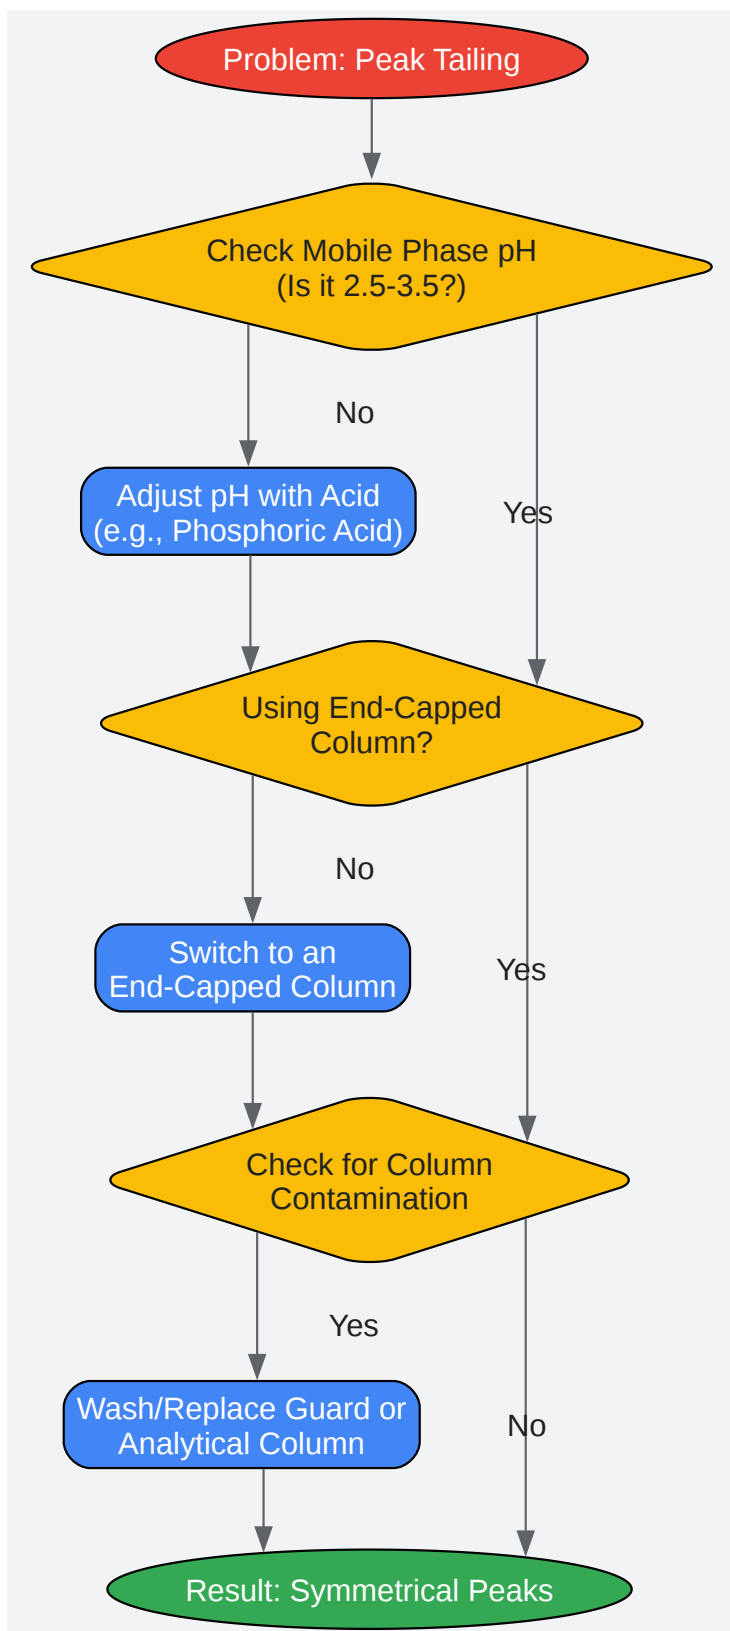 Problem: Peak Tailing
Check Mobile Phase pH
(Is it 2.5-3.5?)
No
Adjust pH with Acid
(e.g., Phosphoric Acid)
Yes
Using End-Capped
Column?
No
Switch to an
End-Capped Column
Yes
Check for Column
Contamination
Yes
Wash/Replace Guard or
Analytical Column
No
Result: Symmetrical Peaks